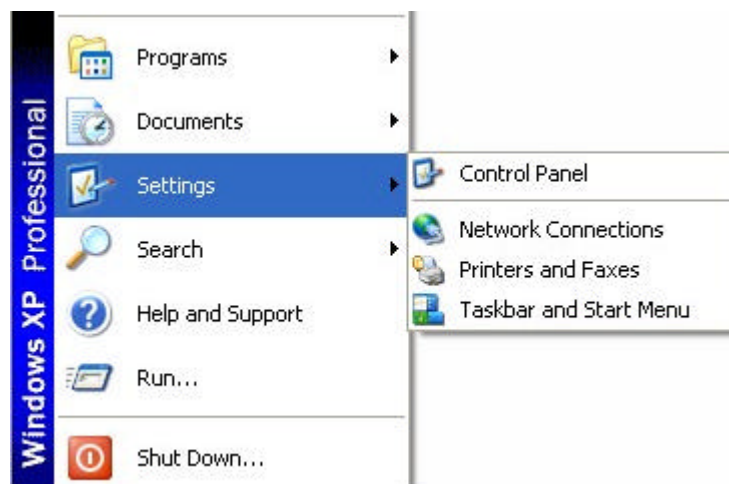 Windows XP Professional
Programs
Documents
Settings
Search
Help and Support
Run...
Shut Down...
Control Panel
Network Connections
Printers and Faxes
Taskbar and Start Menu